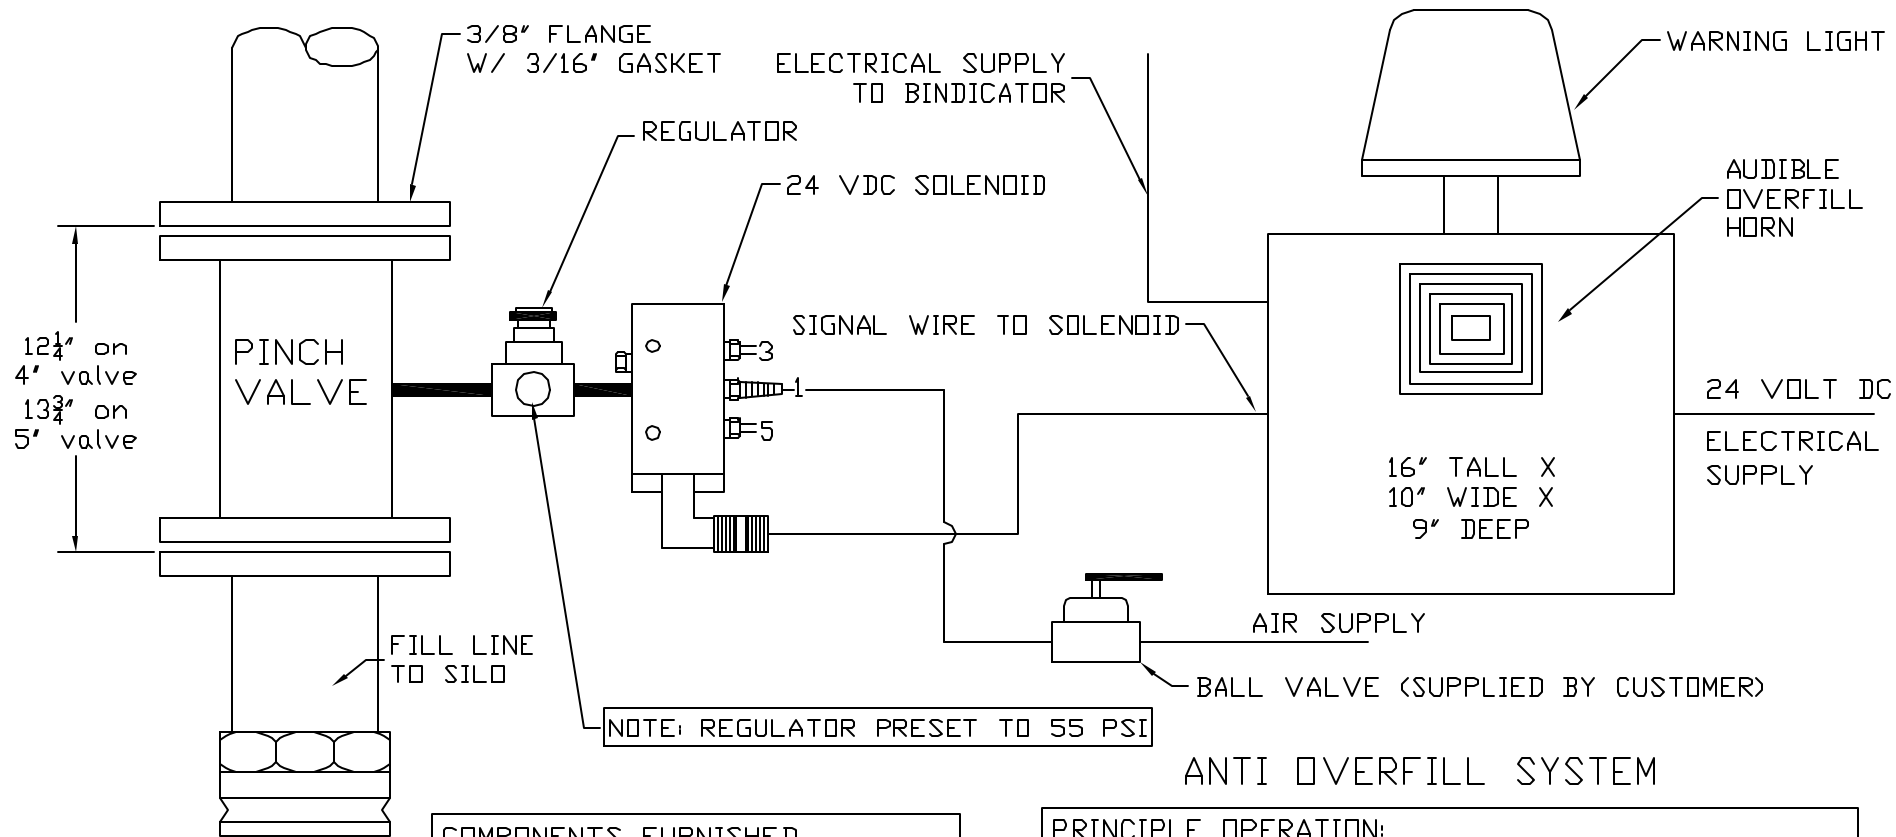 3/8" FLANGE
W/ 3/16" GASKET
ELECTRICAL SUPPLY
TO BINDICATOR
WARNING LIGHT
REGULATOR
24 VDC SOLENOID
AUDIBLE
OVERFILL
HORN
SIGNAL WIRE TO SOLENOID
PINCH
VALVE
12¼" on
4" valve
13¾" on
5" valve
3
1
5
24 VOLT DC
ELECTRICAL
SUPPLY
16" TALL X
10" WIDE X
9" DEEP
AIR SUPPLY
FILL LINE
TO SILO
BALL VALVE (SUPPLIED BY CUSTOMER)
NOTE: REGULATOR PRESET TO 55 PSI
ANTI OVERFILL SYSTEM
COMPONENTS FURNISHED
PRINCIPLE OPERATION: